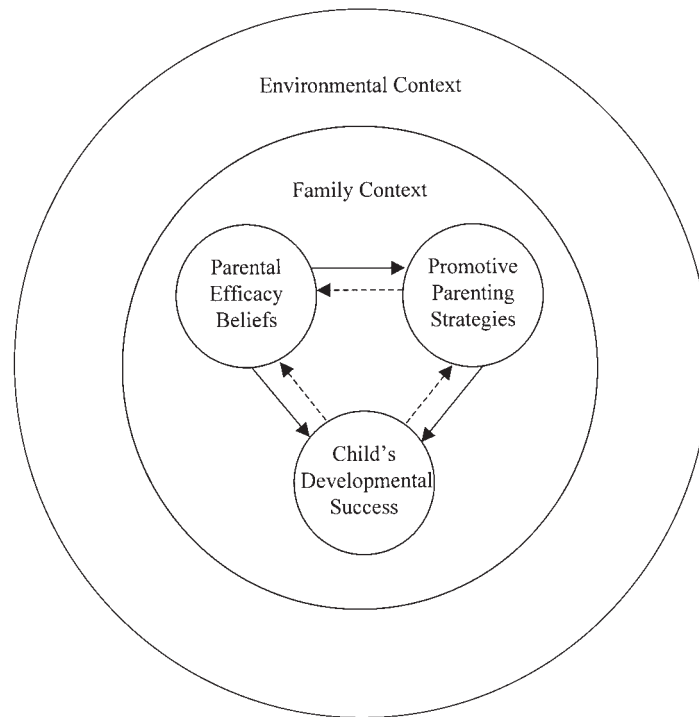 Environmental Context
Family Context
Parental
Efficacy
Beliefs
Promotive
Parenting
Strategies
Child's
Developmental
Success